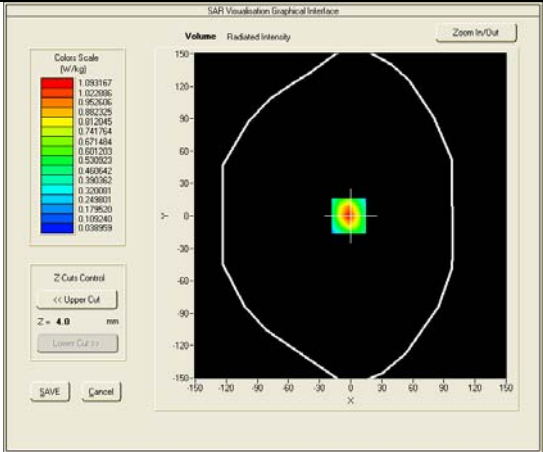 SAR Visualisation Graphical Interface
Volume Radiated Intensity
Zoom In/Out
Colors Scale
(W/kg)
1.093167
1.022886
0.952606
0.882325
0.812045
0.741764
0.671484
0.601203
0.530923
0.460642
0.390362
0.320081
0.249801
0.179520
0.109240
0.038959
Z-Cuts Control
<< Upper Cut
Z = 4.0 mm
Lower Cut >>
SAVE Cancel
150
120
90
60
30
0
-30
-60
-90
-120
-150
Y
-150 -120 -90 -60 -30 0 30 60 90 120 150
X